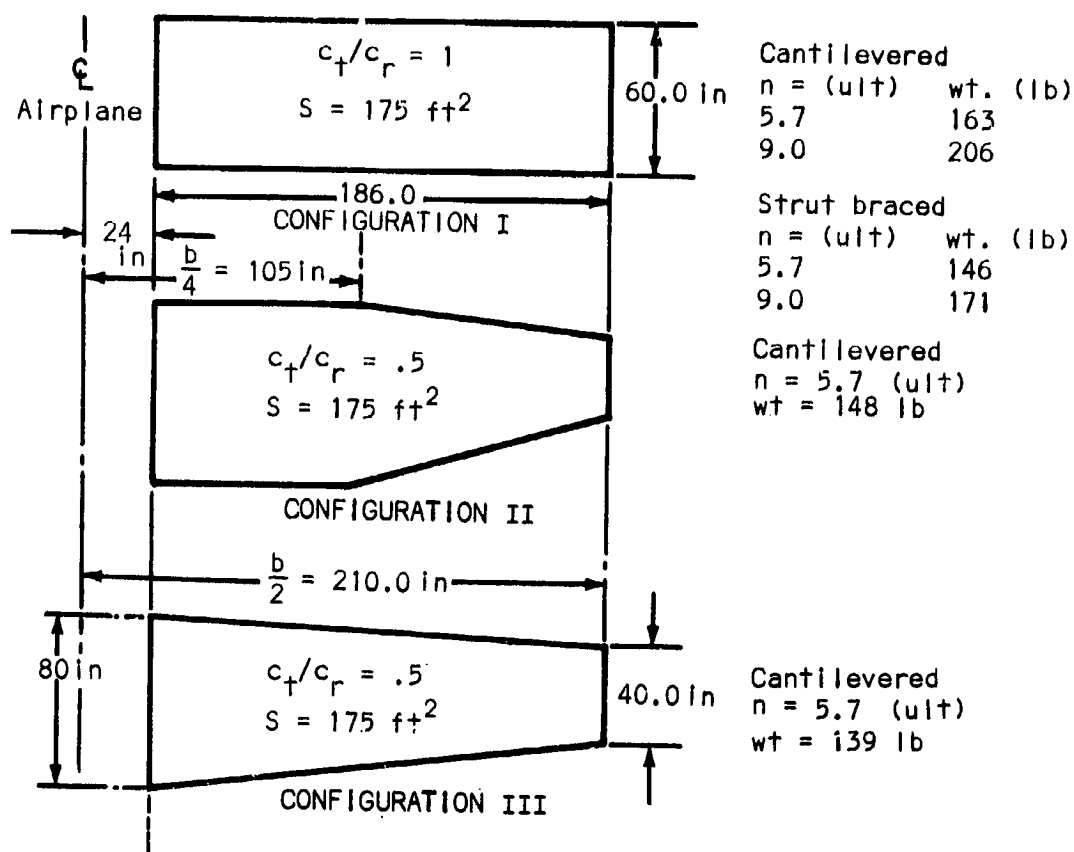 ℄
Airplane
c_t/c_r = 1
S = 175 ft²
60.0 in
186.0
CONFIGURATION I
24
in
b/4 = 105 in
Cantilevered
n = (ult) wt. (lb)
5.7 163
9.0 206
Strut braced
n = (ult) wt. (lb)
5.7 146
9.0 171
c_t/c_r = .5
S = 175 ft²
CONFIGURATION II
Cantilevered
n = 5.7 (ult)
wt = 148 lb
b/2 = 210.0 in
80 in
c_t/c_r = .5
S = 175 ft²
40.0 in
CONFIGURATION III
Cantilevered
n = 5.7 (ult)
wt = 139 lb